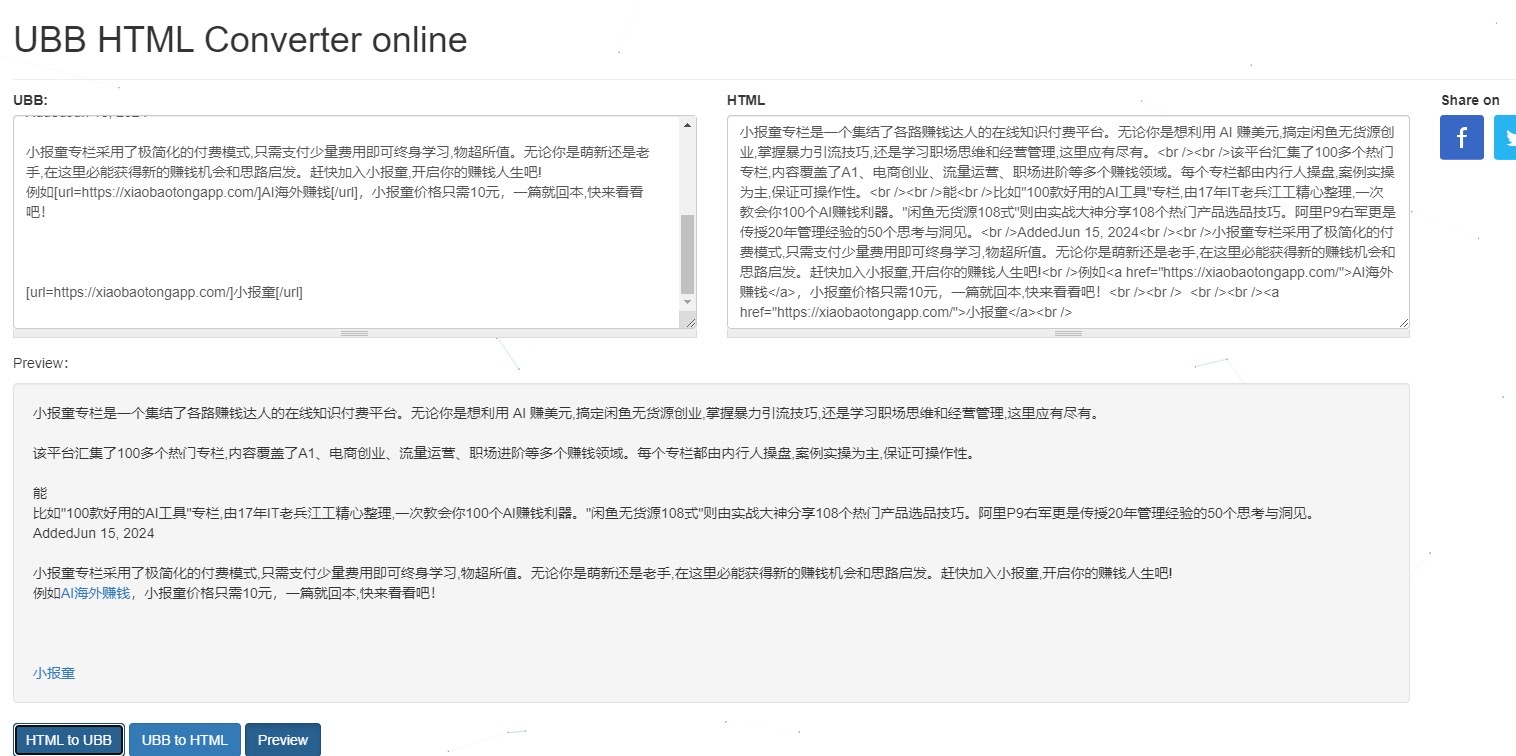 UBB HTML Converter online
UBB:
HTML
Share on
小报童专栏采用了极简化的付费模式,只需支付少量费用即可终身学习,物超所值。无论你是萌新还是老
手,在这里必能获得新的赚钱机会和思路启发。赶快加入小报童,开启你的赚钱人生吧!
例如[url=https://xiaobaotongapp.com/]AI海外赚钱[/url]，小报童价格只需10元，一篇就回本,快来看看
吧！
[url=https://xiaobaotongapp.com/]小报童[/url]
小报童专栏是一个集结了各路赚钱达人的在线知识付费平台。无论你是想利用 AI 赚美元,搞定闲鱼无货源创
业,掌握暴力引流技巧,还是学习职场思维和经营管理,这里应有尽有。<br /><br />该平台汇集了100多个热门
专栏,内容覆盖了A1、电商创业、流量运营、职场进阶等多个赚钱领域。每个专栏都由内行人操盘,案例实操
为主,保证可操作性。<br /><br />能<br />比如"100款好用的AI工具"专栏,由17年IT老兵江工精心整理,一次
教会你100个AI赚钱利器。"闲鱼无货源108式"则由实战大神分享108个热门产品选品技巧。阿里P9右军更是
传授20年管理经验的50个思考与洞见。<br />AddedJun 15, 2024<br /><br />小报童专栏采用了极简化的付
费模式,只需支付少量费用即可终身学习,物超所值。无论你是萌新还是老手,在这里必能获得新的赚钱机会和
思路启发。赶快加入小报童,开启你的赚钱人生吧!<br />例如<a href="https://xiaobaotongapp.com/">AI海外
赚钱</a>，小报童价格只需10元，一篇就回本,快来看看吧！<br /><br />  <br /><br /><a
href="https://xiaobaotongapp.com/">小报童</a><br />
Preview：
小报童专栏是一个集结了各路赚钱达人的在线知识付费平台。无论你是想利用 AI 赚美元,搞定闲鱼无货源创业,掌握暴力引流技巧,还是学习职场思维和经营管理,这里应有尽有。
该平台汇集了100多个热门专栏,内容覆盖了A1、电商创业、流量运营、职场进阶等多个赚钱领域。每个专栏都由内行人操盘,案例实操为主,保证可操作性。
能
比如"100款好用的AI工具"专栏,由17年IT老兵江工精心整理,一次教会你100个AI赚钱利器。"闲鱼无货源108式"则由实战大神分享108个热门产品选品技巧。阿里P9右军更是传授20年管理经验的50个思考与洞见。
AddedJun 15, 2024
小报童专栏采用了极简化的付费模式,只需支付少量费用即可终身学习,物超所值。无论你是萌新还是老手,在这里必能获得新的赚钱机会和思路启发。赶快加入小报童,开启你的赚钱人生吧!
例如AI海外赚钱，小报童价格只需10元，一篇就回本,快来看看吧！
小报童
HTML to UBB
UBB to HTML
Preview